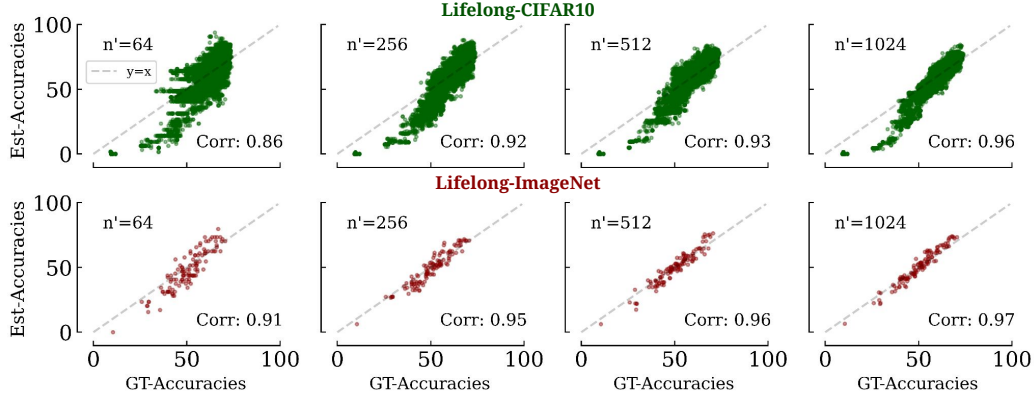 Lifelong-CIFAR10
Est-Accuracies
100
50
0
n'=64
y=x
Corr: 0.86
n'=256
Corr: 0.92
n'=512
Corr: 0.93
n'=1024
Corr: 0.96
Lifelong-ImageNet
Est-Accuracies
100
50
0
n'=64
Corr: 0.91
n'=256
Corr: 0.95
n'=512
Corr: 0.96
n'=1024
Corr: 0.97
0 50 100
0 50 100
0 50 100
0 50 100
GT-Accuracies
GT-Accuracies
GT-Accuracies
GT-Accuracies